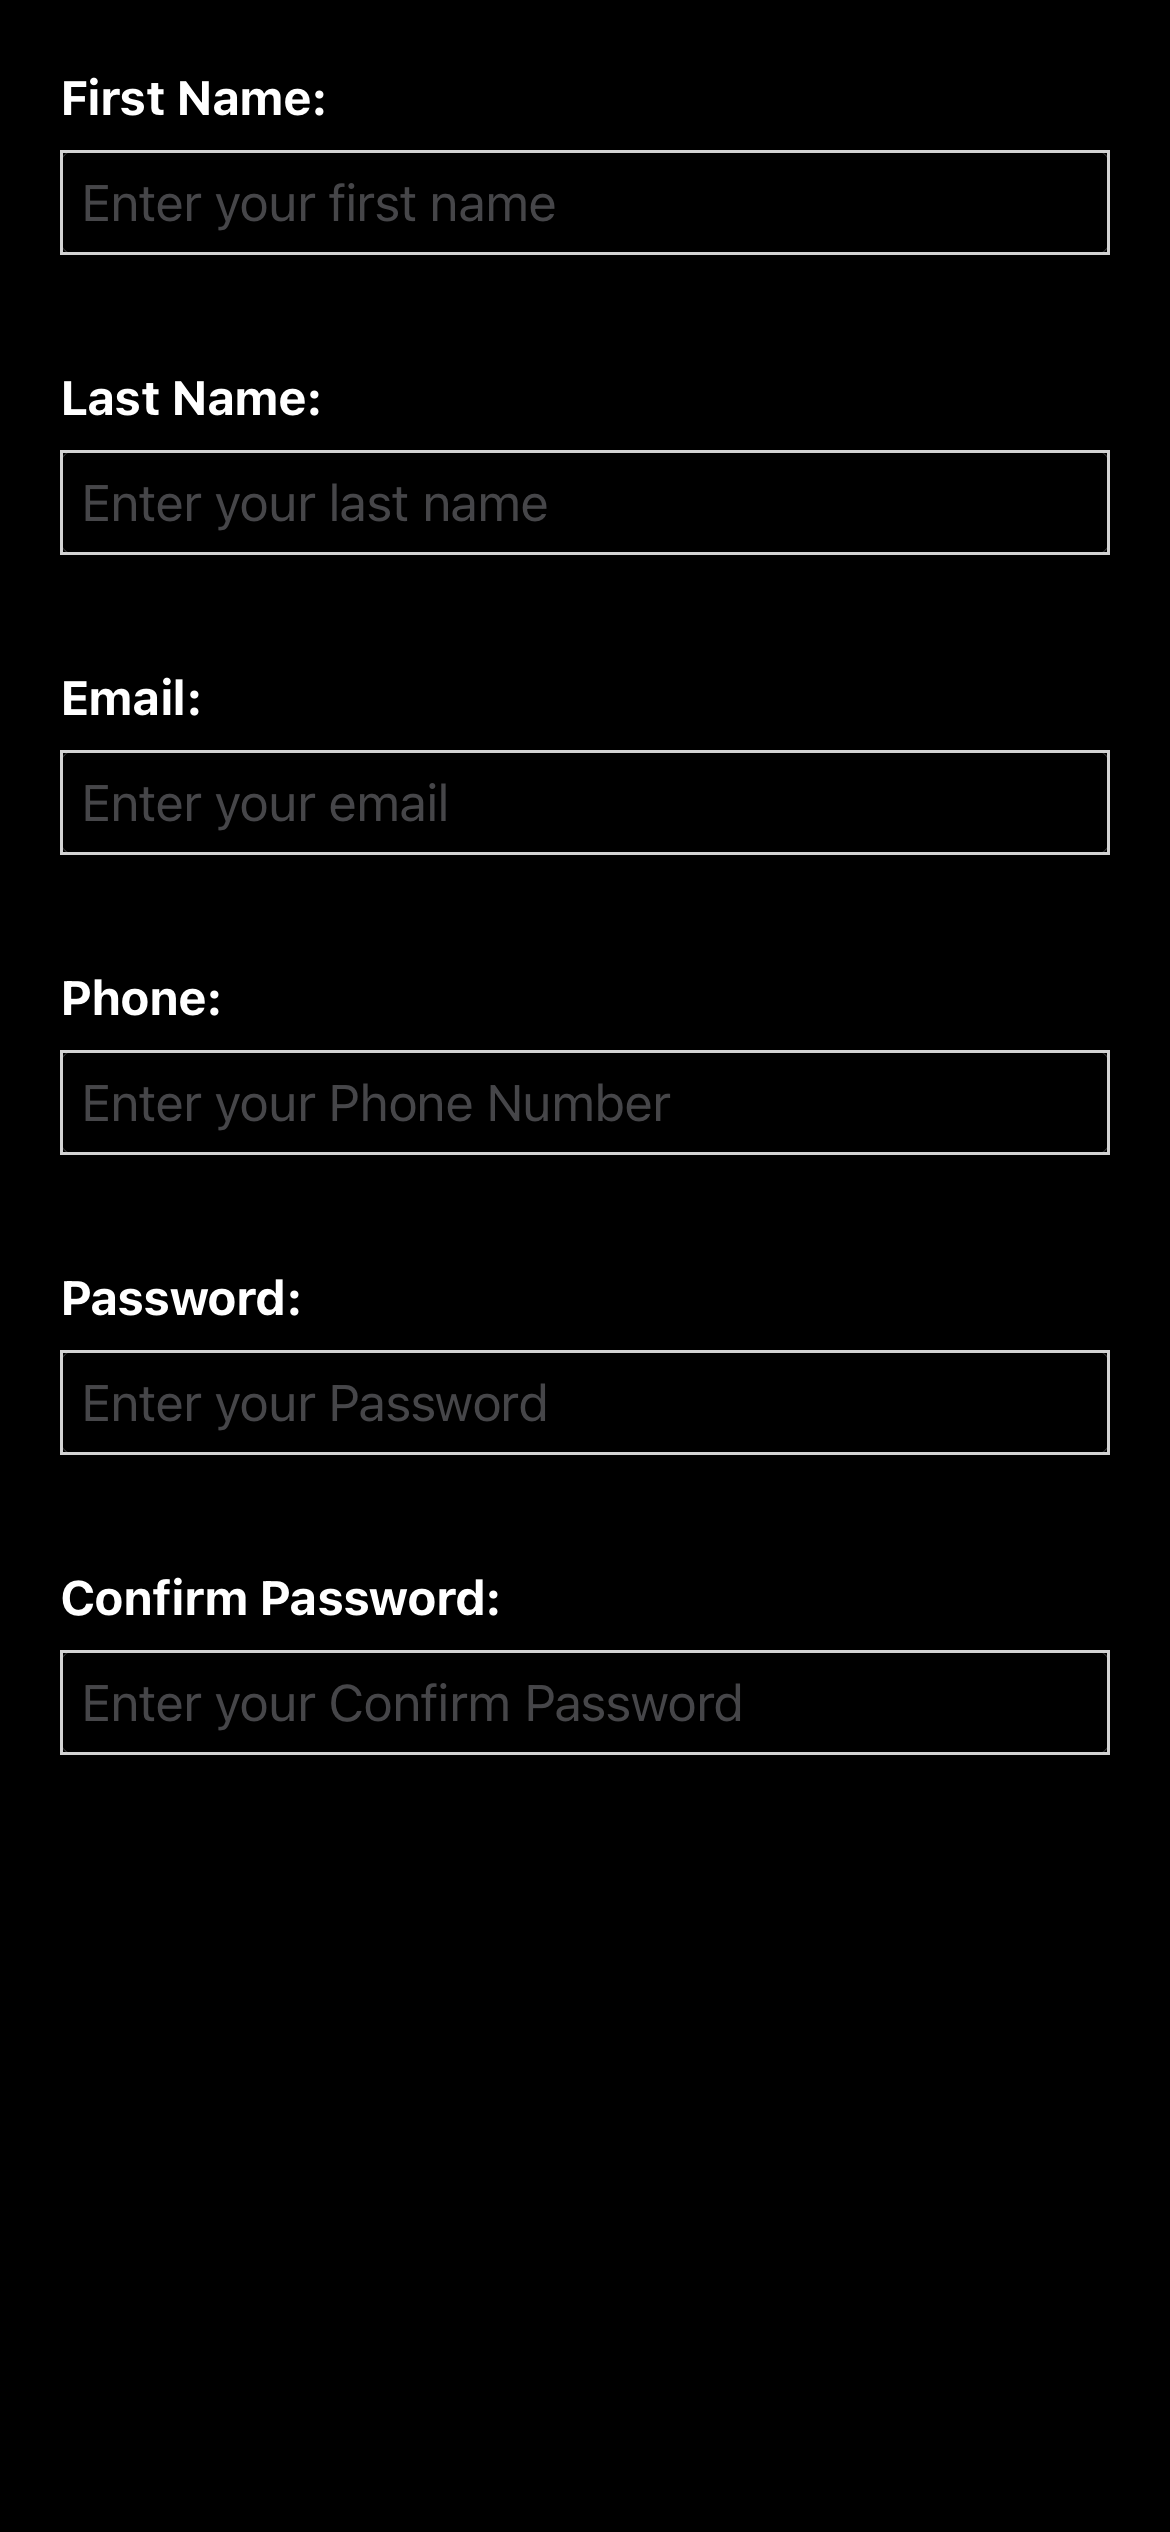 First Name:
Enter your first name
Last Name:
Enter your last name
Email:
Enter your email
Phone:
Enter your Phone Number
Password:
Enter your Password
Confirm Password:
Enter your Confirm Password